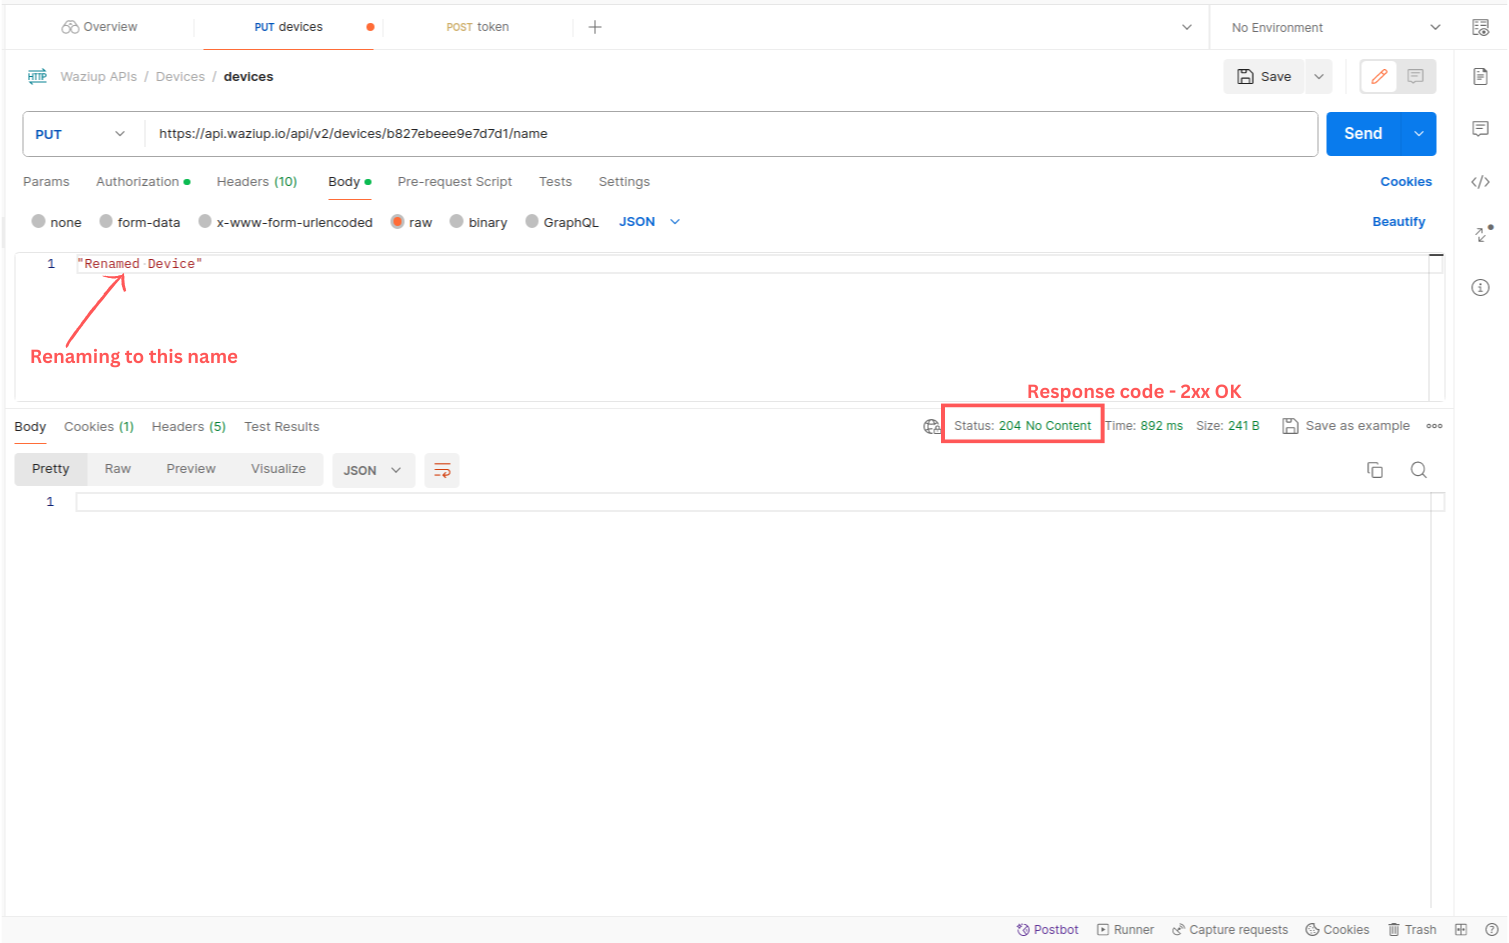 Overview
PUT devices
POST token
No Environment
HTTP Waziup APIs / Devices / devices
Save
PUT https://api.waziup.io/api/v2/devices/b827ebeee9e7d7d1/name
Send
Params Authorization Headers (10) Body Pre-request Script Tests Settings Cookies
none form-data x-www-form-urlencoded raw binary GraphQL JSON Beautify
1 "Renamed Device"
Renaming to this name
Response code - 2xx OK
Body Cookies (1) Headers (5) Test Results Status: 204 No Content Time: 892 ms Size: 241 B Save as example
Pretty Raw Preview Visualize JSON
1
Postbot Runner Capture requests Cookies Trash